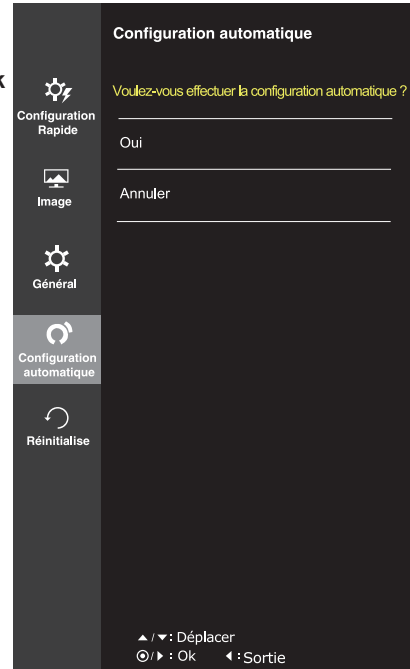 k
Configuration
Rapide
Image
Général
Configuration
automatique
Réinitialise
Configuration automatique
Voulez-vous effectuer la configuration automatique ?
Oui
Annuler
▲/▼: Déplacer
⊙/▶ : Ok ◀ : Sortie